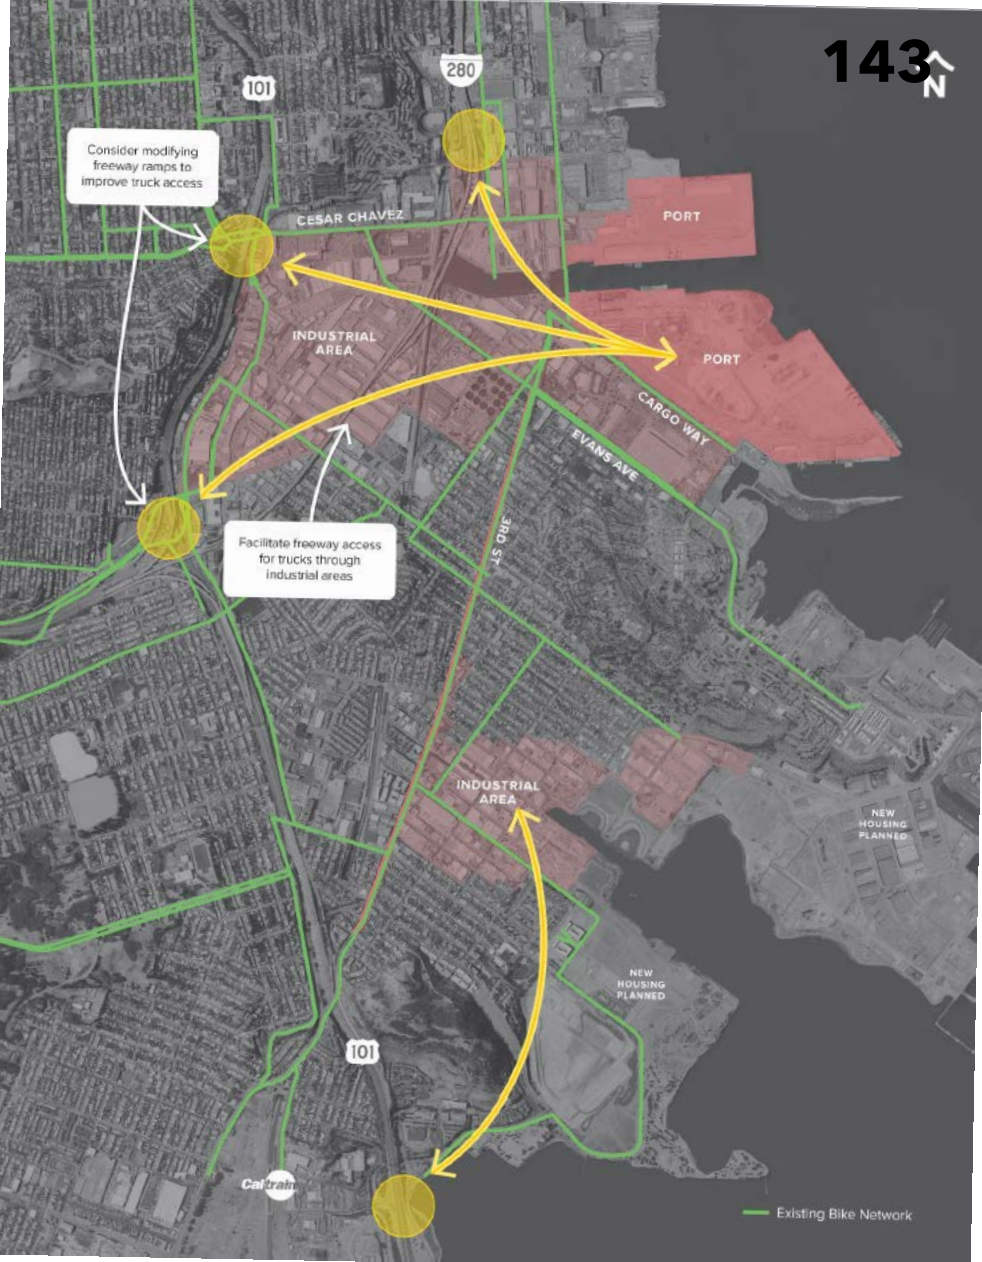 143
N
101
280
Consider modifying
freeway ramps to
improve truck access
CESAR CHAVEZ
PORT
INDUSTRIAL
AREA
PORT
CARGO WAY
EVANS AVE
3RD ST
Facilitate freeway access
for trucks through
industrial areas
INDUSTRIAL
AREA
NEW
HOUSING
PLANNED
NEW
HOUSING
PLANNED
101
Caltrain
Existing Bike Network